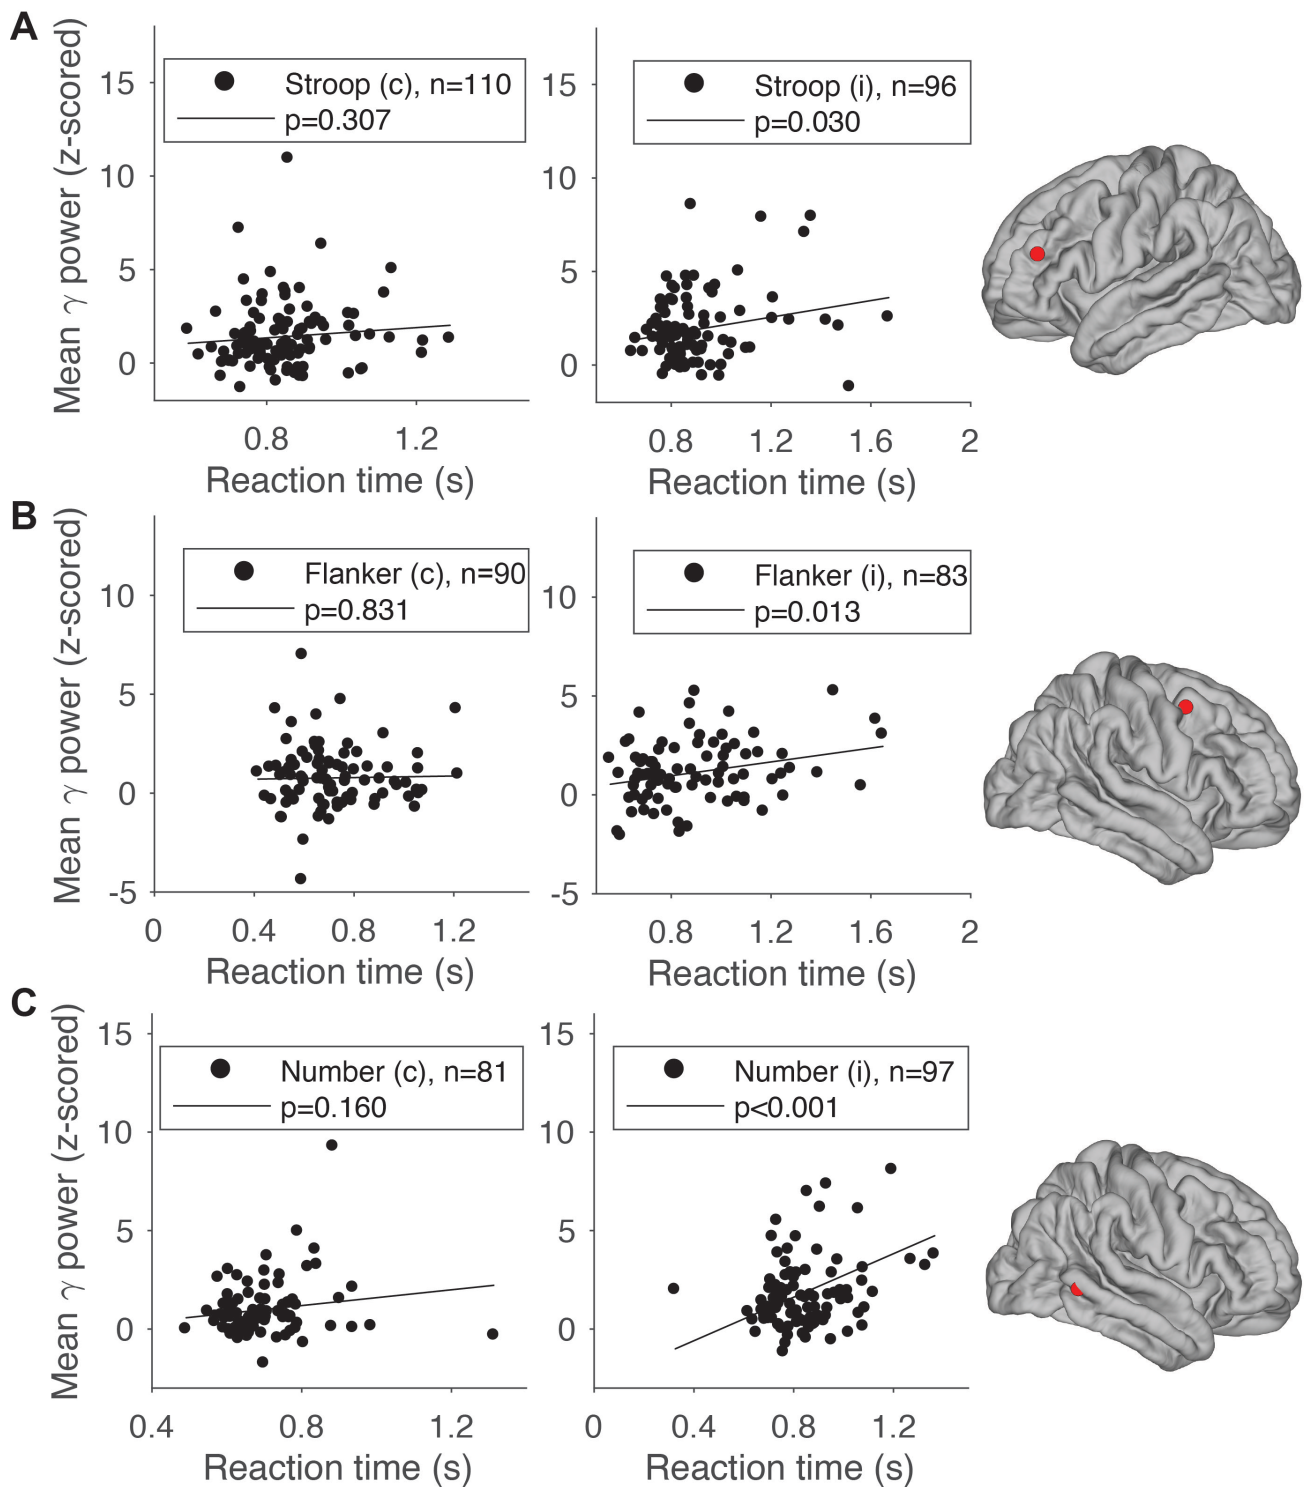 A
Mean γ power (z-scored)
15
10
5
0
Stroop (c), n=110
p=0.307
0.8
1.2
Reaction time (s)
15
10
5
0
Stroop (i), n=96
p=0.030
0.8
1.2
1.6
2
Reaction time (s)
B
Mean γ power (z-scored)
10
5
0
-5
Flanker (c), n=90
p=0.831
0
0.4
0.8
1.2
Reaction time (s)
10
5
0
-5
Flanker (i), n=83
p=0.013
0.8
1.2
1.6
2
Reaction time (s)
C
Mean γ power (z-scored)
15
10
5
0
Number (c), n=81
p=0.160
0.4
0.8
1.2
Reaction time (s)
15
10
5
0
Number (i), n=97
p<0.001
0
0.4
0.8
1.2
Reaction time (s)